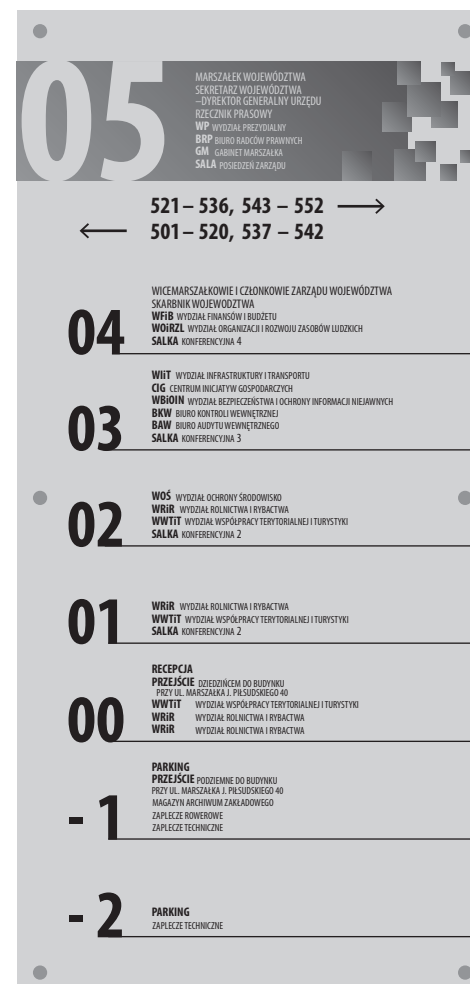 05
MARSZAŁEK WOJEWÓDZTWA
SEKRETARZ WOJEWÓDZTWA
–DYREKTOR GENERALNY URZĘDU
RZECZNIK PRASOWY
WP WYDZIAŁ PREZYDIALNY
BRP BIURO RADCÓW PRAWNYCH
GM GABINET MARSZAŁKA
SALA POSIEDZEŃ ZARZĄDU
521 – 536, 543 – 552 →
← 501 – 520, 537 – 542
04
WICEMARSZAŁKOWIE I CZŁONKOWIE ZARZĄDU WOJEWÓDZTWA
SKARBNIK WOJEWODZTWA
WFiB WYDZIAŁ FINANSÓW I BUDŻETU
WOiRZL WYDZIAŁ ORGANIZACJI I ROZWOJU ZASOBÓW LUDZKICH
SALKA KONFERENCYJNA 4
03
WIiT WYDZIAŁ INFRASTRUKTURY I TRANSPORTU
CIG CENTRUM INICJATYW GOSPODARCZYCH
WBiOIN WYDZIAŁ BEZPIECZEŃSTWA I OCHRONY INFORMACJI NIEJAWNYCH
BKW BIURO KONTROLI WEWNĘTRZNEJ
BAW BIURO AUDYTU WEWNĘTRZNEGO
SALKA KONFERENCYJNA 3
02
WOŚ WYDZIAŁ OCHRONY ŚRODOWISKO
WRiR WYDZIAŁ ROLNICTWA I RYBACTWA
WWTiT WYDZIAŁ WSPÓŁPRACY TERYTORIALNEJ I TURYSTYKI
SALKA KONFERENCYJNA 2
01
WRiR WYDZIAŁ ROLNICTWA I RYBACTWA
WWTiT WYDZIAŁ WSPÓŁPRACY TERYTORIALNEJ I TURYSTYKI
SALKA KONFERENCYJNA 2
00
RECEPCJA
PRZEJŚCIE DZIEDZIŃCEM DO BUDYNKU
PRZY UL. MARSZAŁKA J. PIŁSUDSKIEGO 40
WWTiT WYDZIAŁ WSPÓŁPRACY TERYTORIALNEJ I TURYSTYKI
WRiR WYDZIAŁ ROLNICTWA I RYBACTWA
WRiR WYDZIAŁ ROLNICTWA I RYBACTWA
- 1
PARKING
PRZEJŚCIE PODZIEMNE DO BUDYNKU
PRZY UL. MARSZAŁKA J. PIŁSUDSKIEGO 40
MAGAZYN ARCHIWUM ZAKŁADOWEGO
ZAPLECZE ROWEROWE
ZAPLECZE TECHNICZNE
- 2
PARKING
ZAPLECZE TECHNICZNE